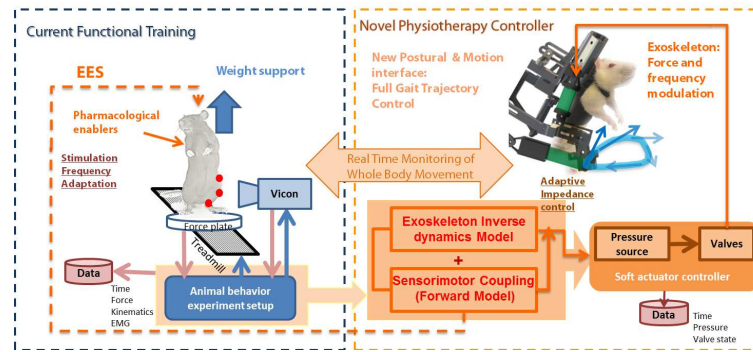 Current Functional Training
EES
Weight support
Pharmacological
enablers
Stimulation
Frequency
Adaptation
Vicon
Force plate
Treadmill
Data
Time
Force
Kinematics
EMG
Animal behavior
experiment setup
Novel Physiotherapy Controller
New Postural & Motion
interface:
Full Gait Trajectory
Control
Exoskeleton:
Force and
frequency
modulation
Real Time Monitoring of
Whole Body Movement
Adaptive
Impedance
control
Exoskeleton Inverse
dynamics Model
+
Sensorimotor Coupling
(Forward Model)
Pressure
source
Valves
Soft actuator controller
Data
Time
Pressure
Valve state